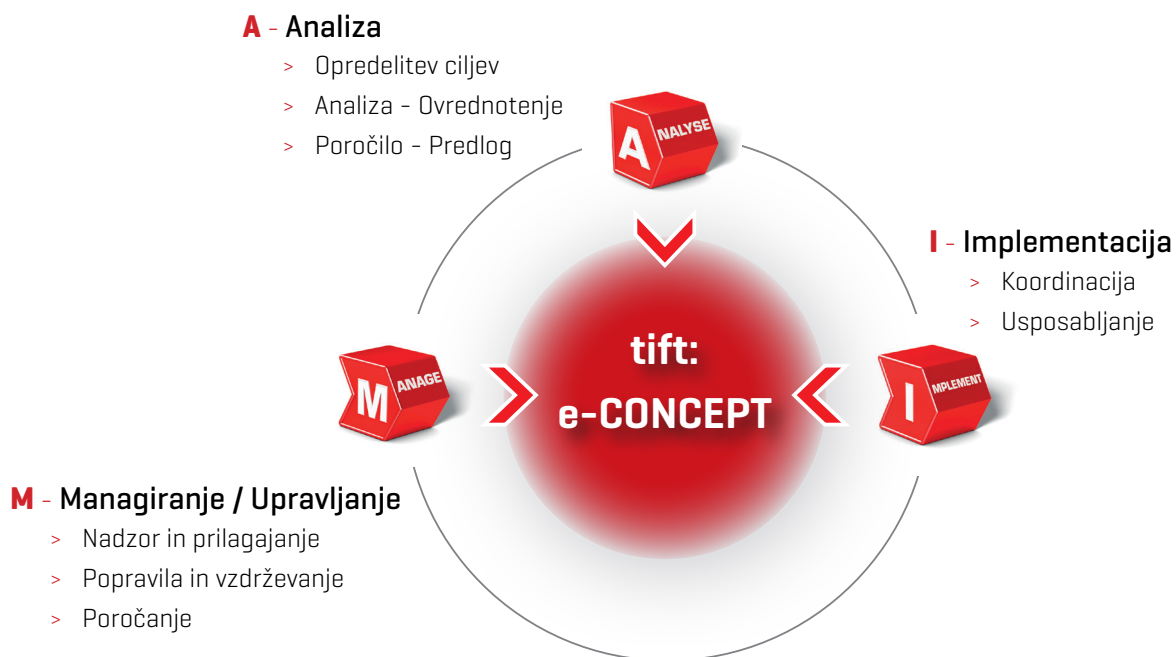 A - Analiza
> Opredelitev ciljev
> Analiza - Ovrednotenje
> Poročilo - Predlog
A NALYSE
I - Implementacija
> Koordinacija
> Usposabljanje
tift:
e-CONCEPT
M ANAGE
I MPLEMENT
M - Managiranje / Upravljanje
> Nadzor in prilagajanje
> Popravila in vzdrževanje
> Poročanje